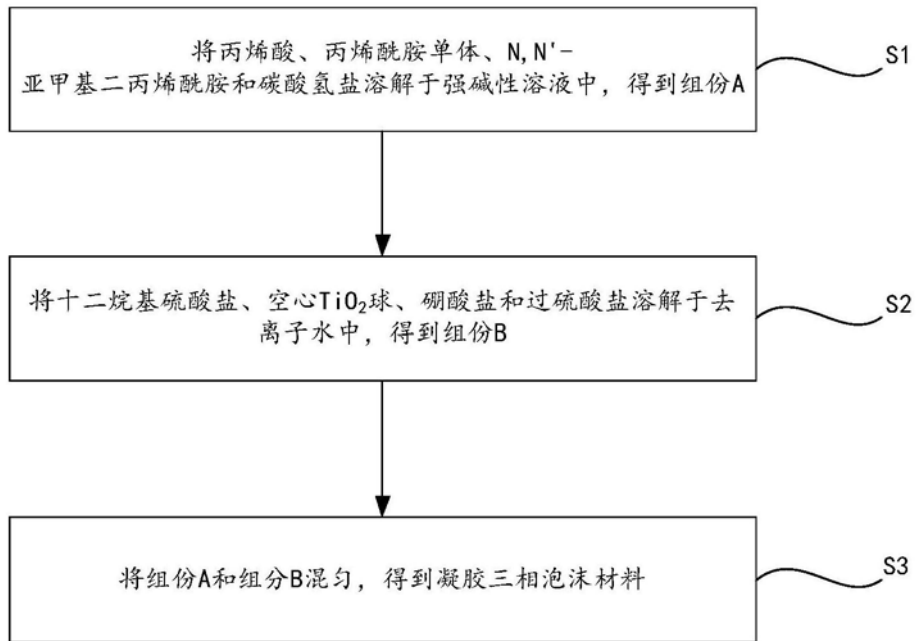 将丙烯酸、丙烯酰胺单体、N,N'-
亚甲基二丙烯酰胺和碳酸氢盐溶解于强碱性溶液中，得到组份A
S1
将十二烷基硫酸盐、空心TiO₂球、硼酸盐和过硫酸盐溶解于去
离子水中，得到组份B
S2
将组份A和组分B混匀，得到凝胶三相泡沫材料
S3